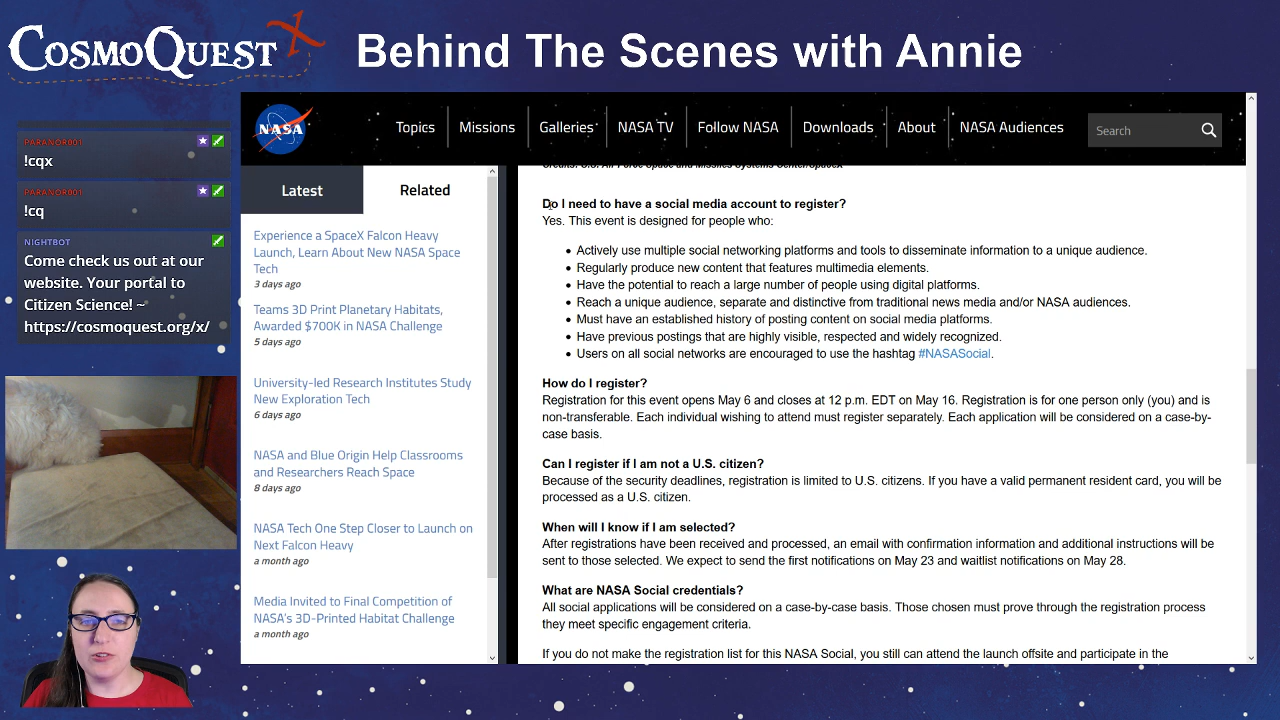 CosmoQuest X
Behind The Scenes with Annie
PARANOR001
!cqx
PARANOR001
!cq
NIGHTBOT
Come check us out at our
website. Your portal to
Citizen Science! ~
https://cosmoquest.org/x/
NASA
Topics
Missions
Galleries
NASA TV
Follow NASA
Downloads
About
NASA Audiences
Search
Latest
Related
Experience a SpaceX Falcon Heavy
Launch, Learn About New NASA Space
Tech
3 days ago
Teams 3D Print Planetary Habitats,
Awarded $700K in NASA Challenge
5 days ago
University-led Research Institutes Study
New Exploration Tech
6 days ago
NASA and Blue Origin Help Classrooms
and Researchers Reach Space
8 days ago
NASA Tech One Step Closer to Launch on
Next Falcon Heavy
a month ago
Media Invited to Final Competition of
NASA's 3D-Printed Habitat Challenge
a month ago
Credits: U.S. Air Force Space and Missiles Systems Center/SpaceX
Do I need to have a social media account to register?
Yes. This event is designed for people who:
• Actively use multiple social networking platforms and tools to disseminate information to a unique audience.
• Regularly produce new content that features multimedia elements.
• Have the potential to reach a large number of people using digital platforms.
• Reach a unique audience, separate and distinctive from traditional news media and/or NASA audiences.
• Must have an established history of posting content on social media platforms.
• Have previous postings that are highly visible, respected and widely recognized.
• Users on all social networks are encouraged to use the hashtag #NASASocial.
How do I register?
Registration for this event opens May 6 and closes at 12 p.m. EDT on May 16. Registration is for one person only (you) and is
non-transferable. Each individual wishing to attend must register separately. Each application will be considered on a case-by-
case basis.
Can I register if I am not a U.S. citizen?
Because of the security deadlines, registration is limited to U.S. citizens. If you have a valid permanent resident card, you will be
processed as a U.S. citizen.
When will I know if I am selected?
After registrations have been received and processed, an email with confirmation information and additional instructions will be
sent to those selected. We expect to send the first notifications on May 23 and waitlist notifications on May 28.
What are NASA Social credentials?
All social applications will be considered on a case-by-case basis. Those chosen must prove through the registration process
they meet specific engagement criteria.
If you do not make the registration list for this NASA Social, you still can attend the launch offsite and participate in the